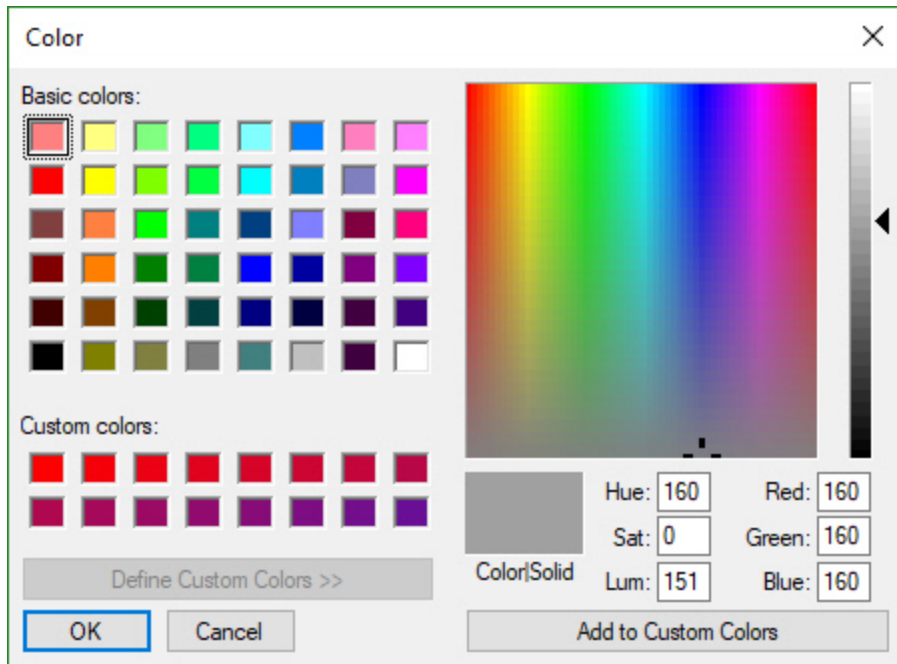 Color
Basic colors:
Custom colors:
Define Custom Colors >>
OK
Cancel
Color|Solid
Hue: 160
Sat: 0
Lum: 151
Red: 160
Green: 160
Blue: 160
Add to Custom Colors